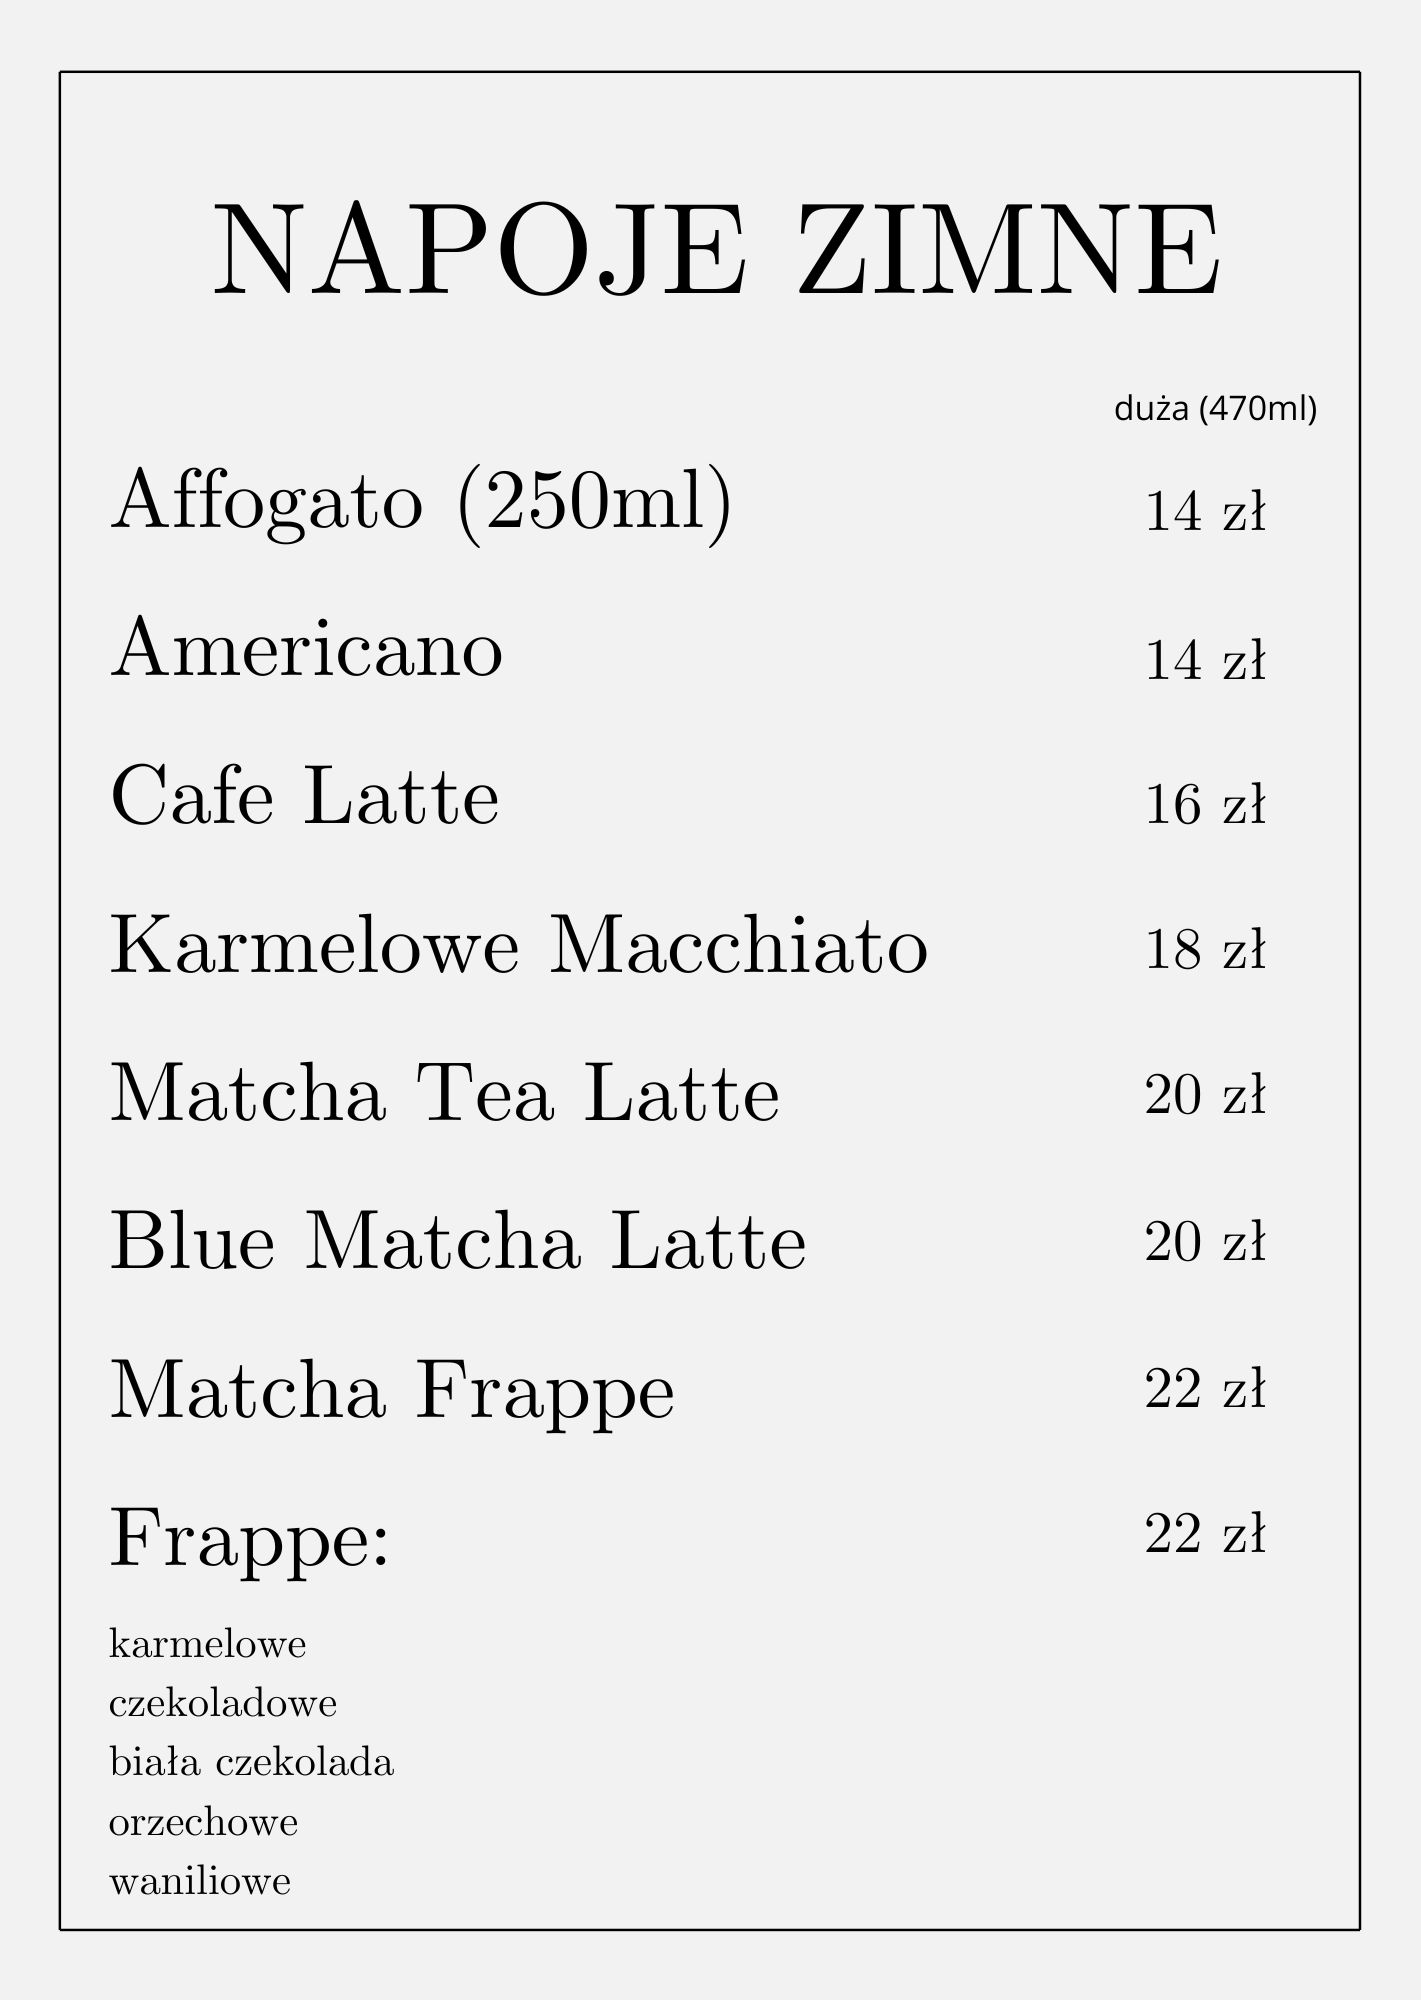 NAPOJE ZIMNE
duża (470ml)
Affogato (250ml) 14 zł
Americano 14 zł
Cafe Latte 16 zł
Karmelowe Macchiato 18 zł
Matcha Tea Latte 20 zł
Blue Matcha Latte 20 zł
Matcha Frappe 22 zł
Frappe: 22 zł
karmelowe
czekoladowe
biała czekolada
orzechowe
waniliowe